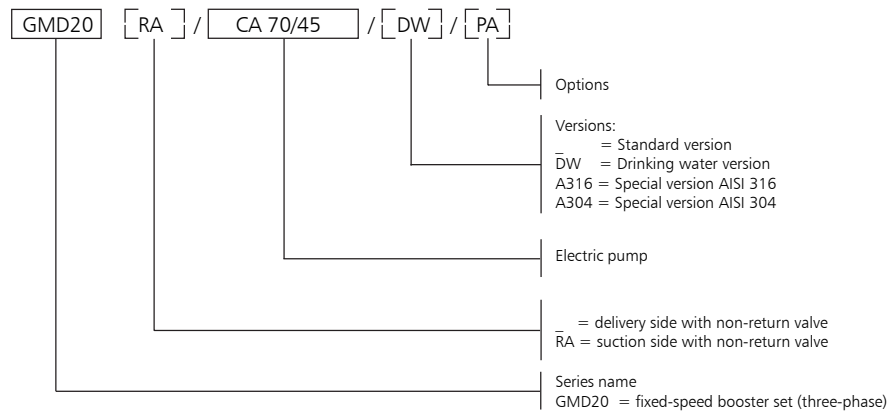 GMD20 RA / CA 70/45 / DW / PA
Options
Versions:
_ = Standard version
DW = Drinking water version
A316 = Special version AISI 316
A304 = Special version AISI 304
Electric pump
_ = delivery side with non-return valve
RA = suction side with non-return valve
Series name
GMD20 = fixed-speed booster set (three-phase)